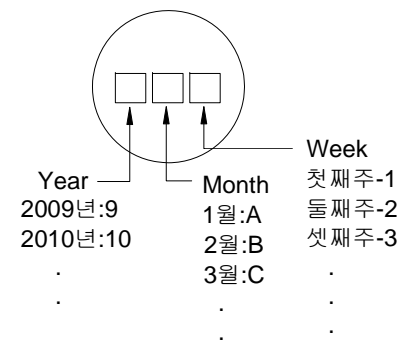 Year
2009년:9
2010년:10
.
.
Month
1월:A
2월:B
3월:C
.
.
Week
첫째주-1
둘째주-2
셋째주-3
.
.
.